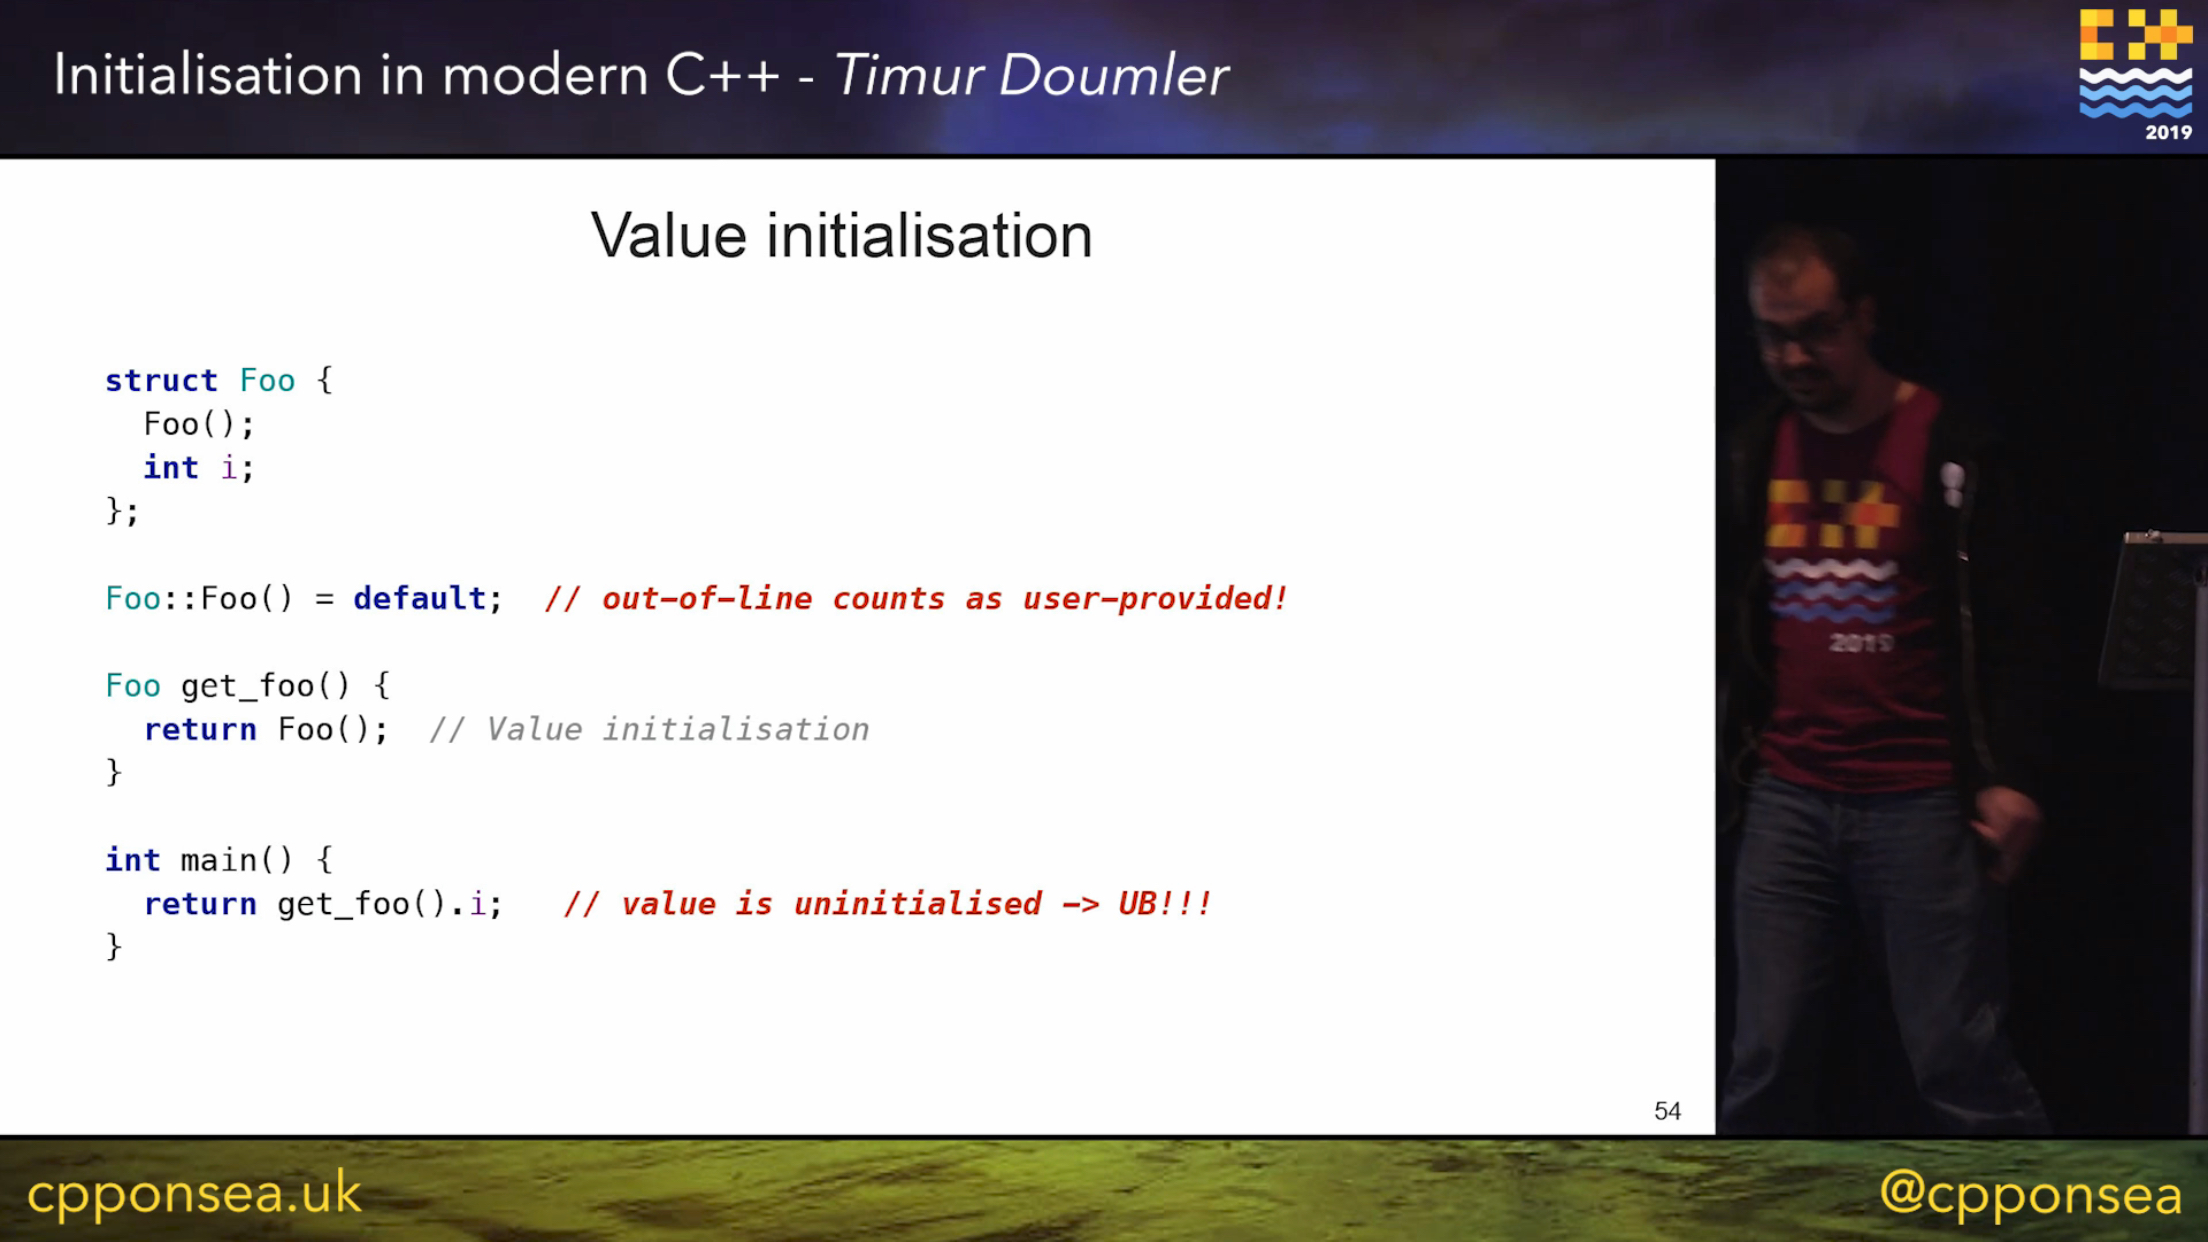 Initialisation in modern C++ - Timur Doumler
2019
Value initialisation
struct Foo {
  Foo();
  int i;
};
Foo::Foo() = default;  // out-of-line counts as user-provided!
Foo get_foo() {
  return Foo();  // Value initialisation
}
int main() {
  return get_foo().i;   // value is uninitialised -> UB!!!
}
2019
54
cpponsea.uk
@cpponsea